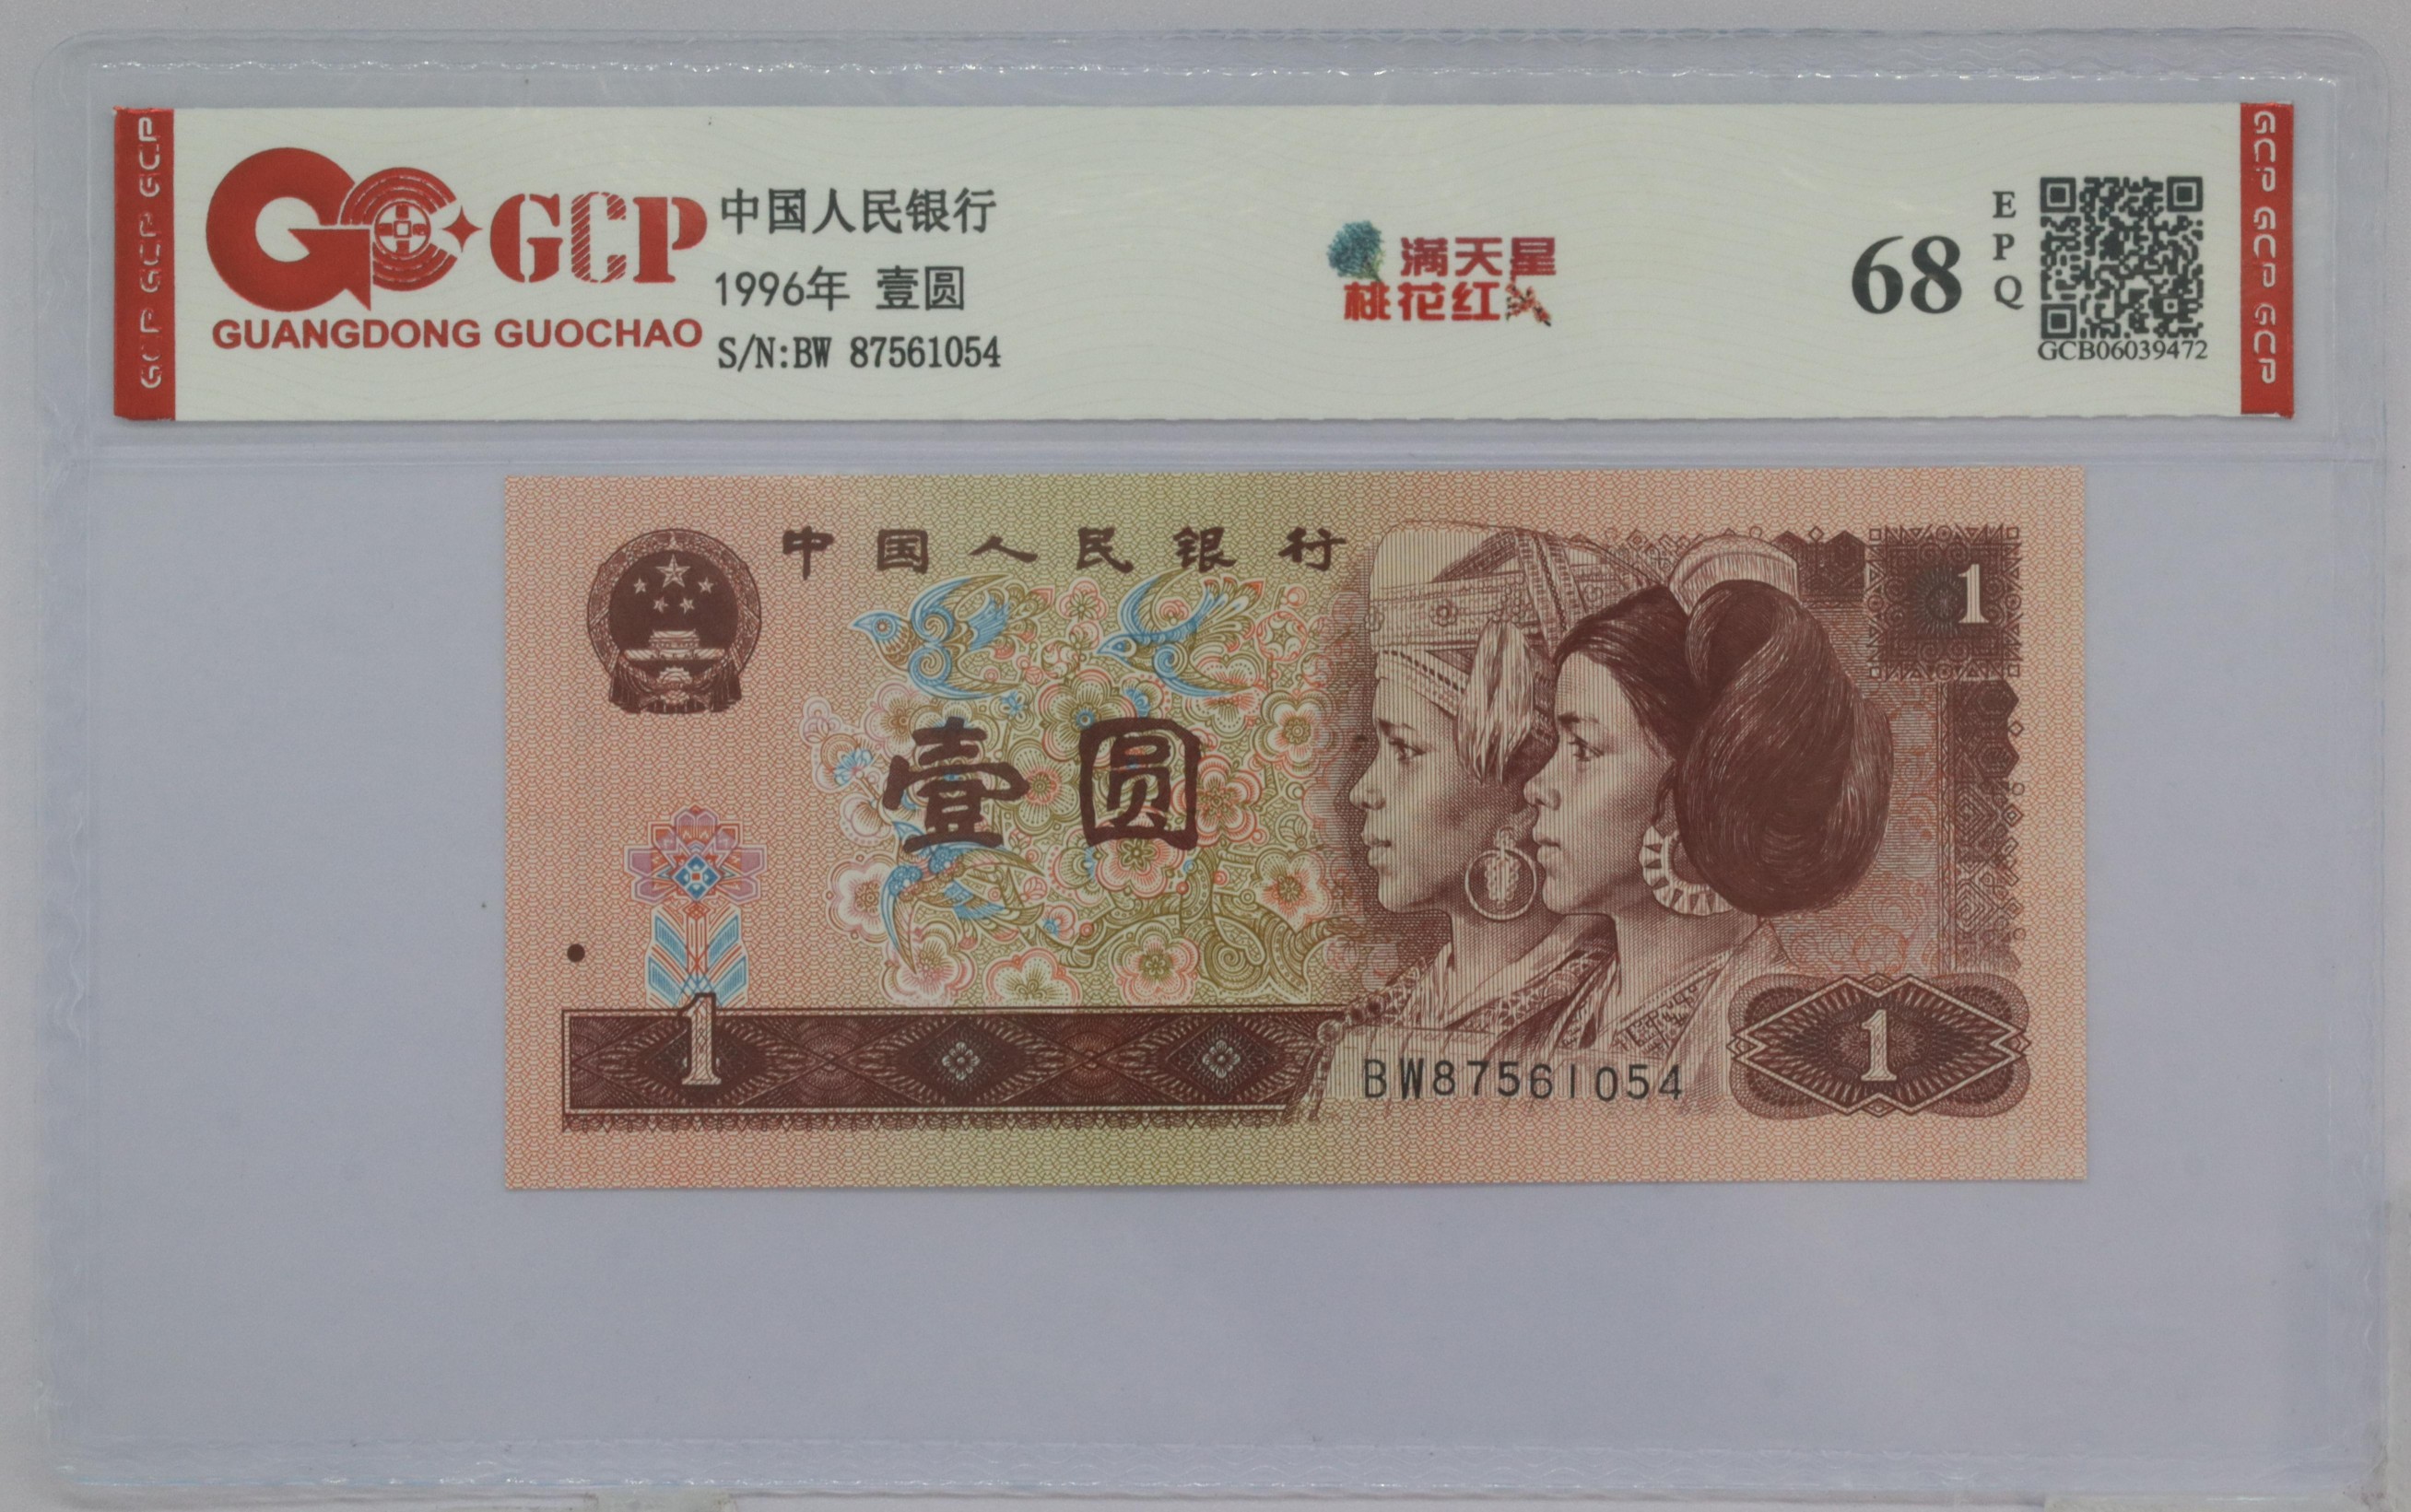 GCP GCP GCP
GCP
GUANGDONG GUOCHAO
中国人民银行
1996年 壹圆
S/N:BW 87561054
满天星
桃花红
68
EPQ
GCB06039472
GCP GCP GCP
中国人民银行
1
壹圆
1
BW87561054
1